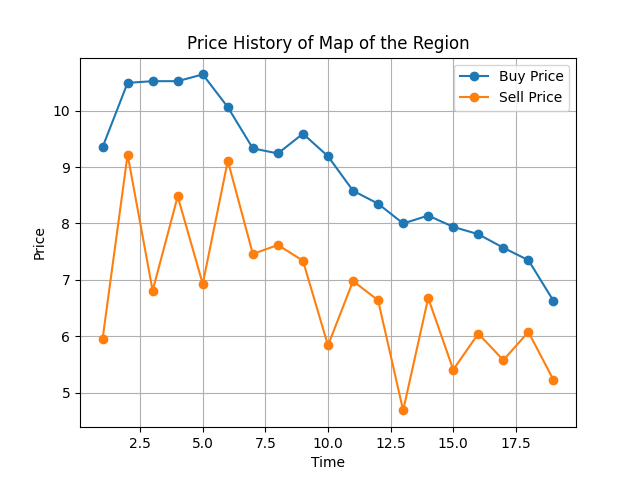 Price History of Map of the Region
Buy Price
Sell Price
Price
10
9
8
7
6
5
2.5 5.0 7.5 10.0 12.5 15.0 17.5
Time